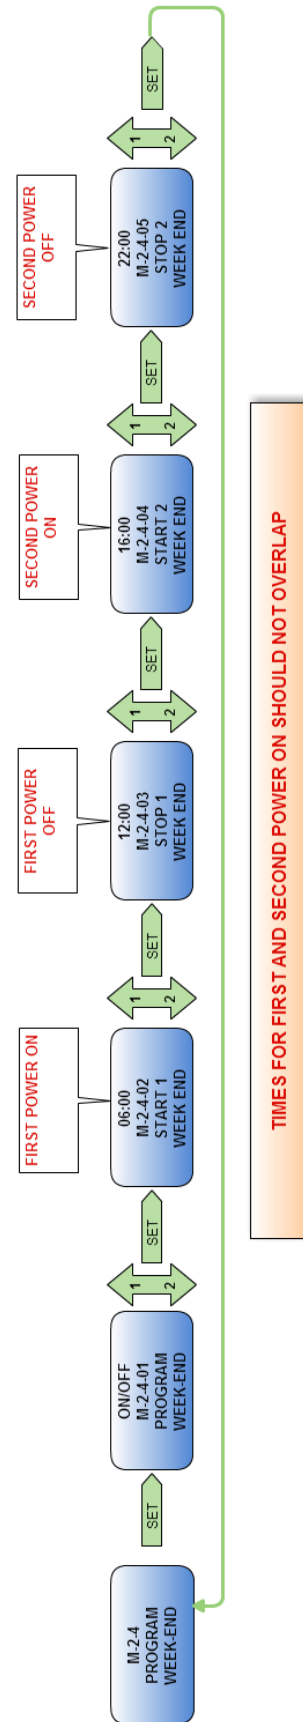 M-2-4
PROGRAM
WEEK-END
SET
ON/OFF
M-2-4-01
PROGRAM
WEEK-END
1
2
SET
FIRST POWER ON
06:00
M-2-4-02
START 1
WEEK END
1
2
SET
FIRST POWER
OFF
12:00
M-2-4-03
STOP 1
WEEK END
1
2
SET
SECOND POWER
ON
16:00
M-2-4-04
START 2
WEEK END
1
2
SET
SECOND POWER
OFF
22:00
M-2-4-05
STOP 2
WEEK END
1
2
SET
TIMES FOR FIRST AND SECOND POWER ON SHOULD NOT OVERLAP